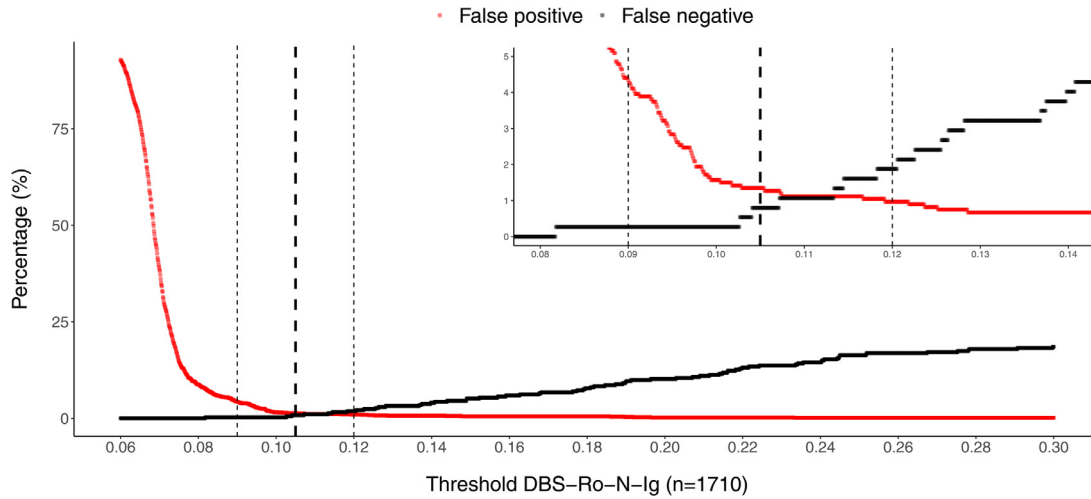 False positive False negative
Percentage (%)
75
50
25
0
0.06 0.08 0.10 0.12 0.14 0.16 0.18 0.20 0.22 0.24 0.26 0.28 0.30
Threshold DBS−Ro−N−Ig (n=1710)
5
4
3
2
1
0
0.08 0.09 0.10 0.11 0.12 0.13 0.14